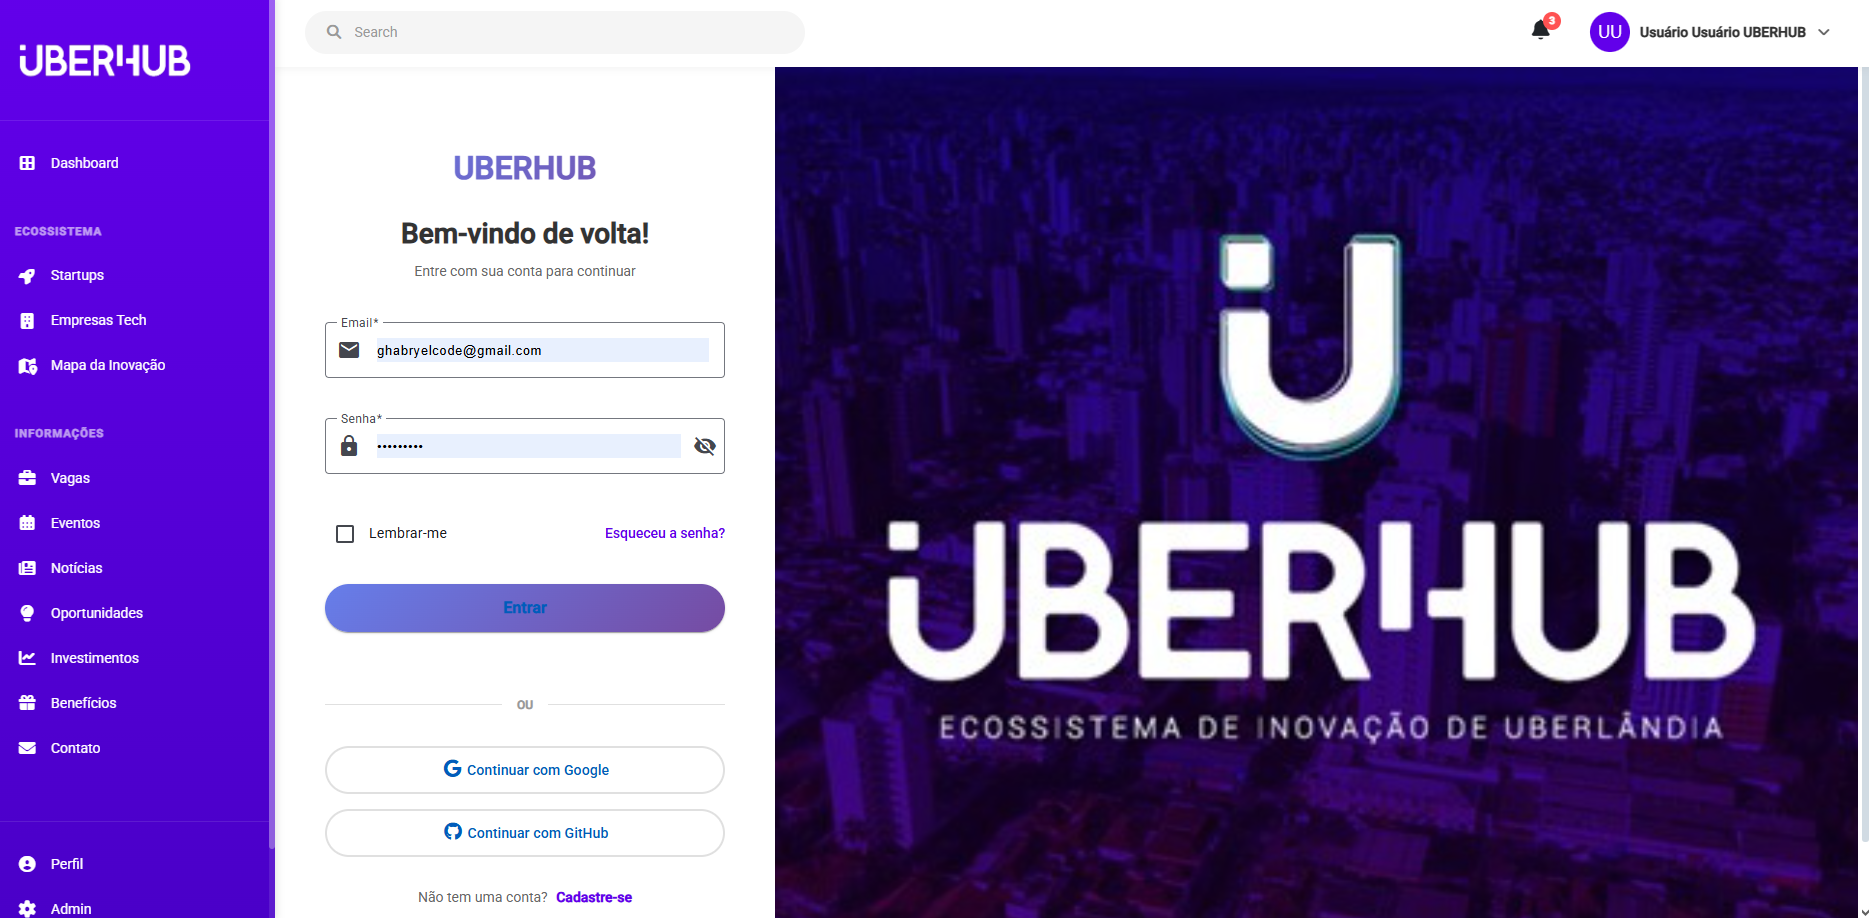 UBERHUB
Search
3
UU
Usuário Usuário UBERHUB
Dashboard
ECOSSISTEMA
Startups
Empresas Tech
Mapa da Inovação
INFORMAÇÕES
Vagas
Eventos
Notícias
Oportunidades
Investimentos
Benefícios
Contato
Perfil
Admin
UBERHUB
Bem-vindo de volta!
Entre com sua conta para continuar
Email*
ghabryelcode@gmail.com
Senha*
•••••••••
Lembrar-me
Esqueceu a senha?
Entrar
OU
Continuar com Google
Continuar com GitHub
Não tem uma conta? Cadastre-se
U
UBERHUB
ECOSSISTEMA DE INOVAÇÃO DE UBERLÂNDIA